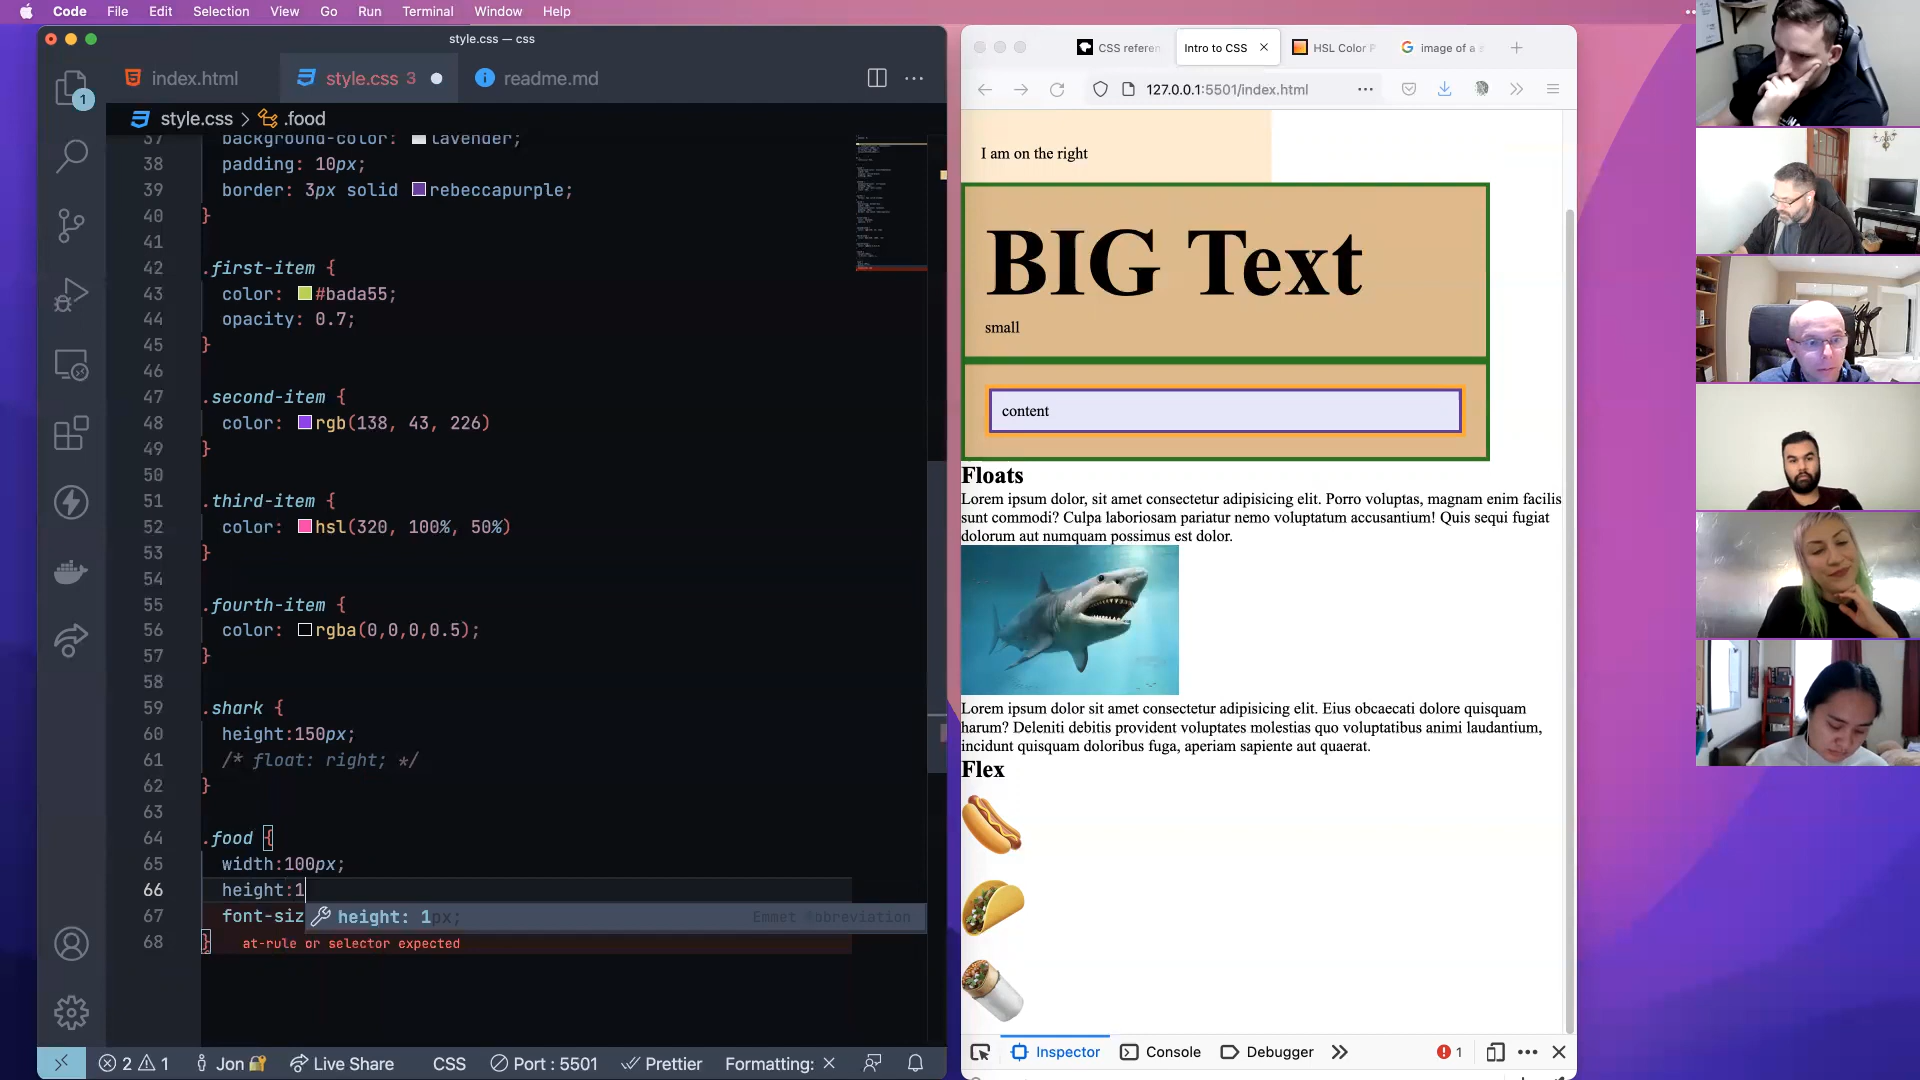 Code File Edit Selection View Go Run Terminal Window Help
style.css — css
index.html style.css 3 readme.md
style.css > .food
37 background-color: lavender;
38 padding: 10px;
39 border: 3px solid rebeccapurple;
40 }
41
42 .first-item {
43 color: #bada55;
44 opacity: 0.7;
45 }
46
47 .second-item {
48 color: rgb(138, 43, 226)
49 }
50
51 .third-item {
52 color: hsl(320, 100%, 50%)
53 }
54
55 .fourth-item {
56 color: rgba(0,0,0,0.5);
57 }
58
59 .shark {
60 height:150px;
61 /* float: right; */
62 }
63
64 .food {
65 width:100px;
66 height:1
67 font-siz
height: 1px; Emmet Abbreviation
68 } at-rule or selector expected
1
2 1 Jon Live Share CSS Port : 5501 Prettier Formatting: ×
CSS referen Intro to CSS HSL Color P image of a s
127.0.0.1:5501/index.html
I am on the right
BIG Text
small
content
Floats
Lorem ipsum dolor, sit amet consectetur adipisicing elit. Porro voluptas, magnam enim facilis
sunt commodi? Culpa laboriosam pariatur nemo voluptatum accusantium! Quis sequi fugiat
dolorum aut numquam possimus est dolor.
Lorem ipsum dolor sit amet consectetur adipisicing elit. Eius obcaecati dolore quisquam
harum? Deleniti debitis provident voluptates molestias quo voluptatibus animi laudantium,
incidunt quisquam doloribus fuga, aperiam sapiente aut quaerat.
Flex
Inspector Console Debugger 1